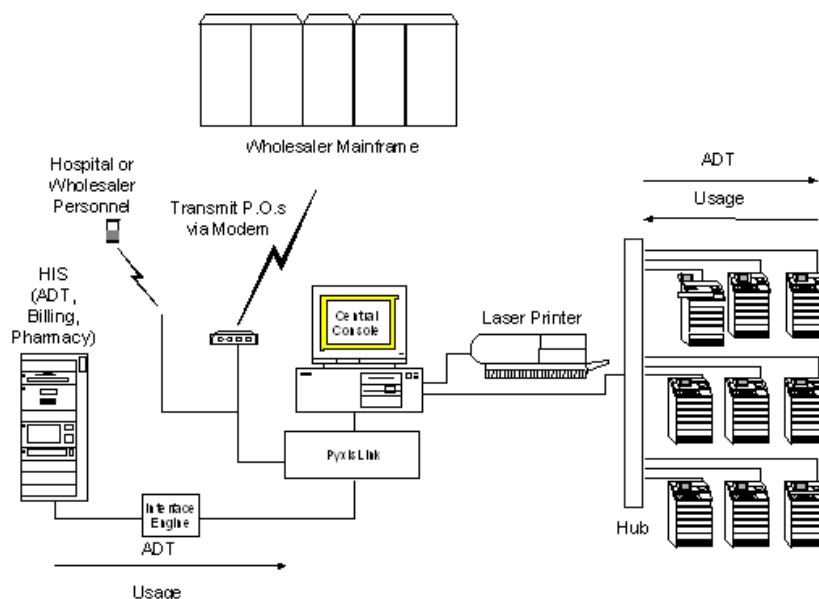 Wholesaler Mainframe
Hospital or
Wholesaler
Personnel
Transmit P.O.s
via Modem
ADT
Usage
HIS
(ADT,
Billing,
Pharmacy)
Central
Console
Laser Printer
Pyxis Link
Interface
Engine
Hub
ADT
Usage